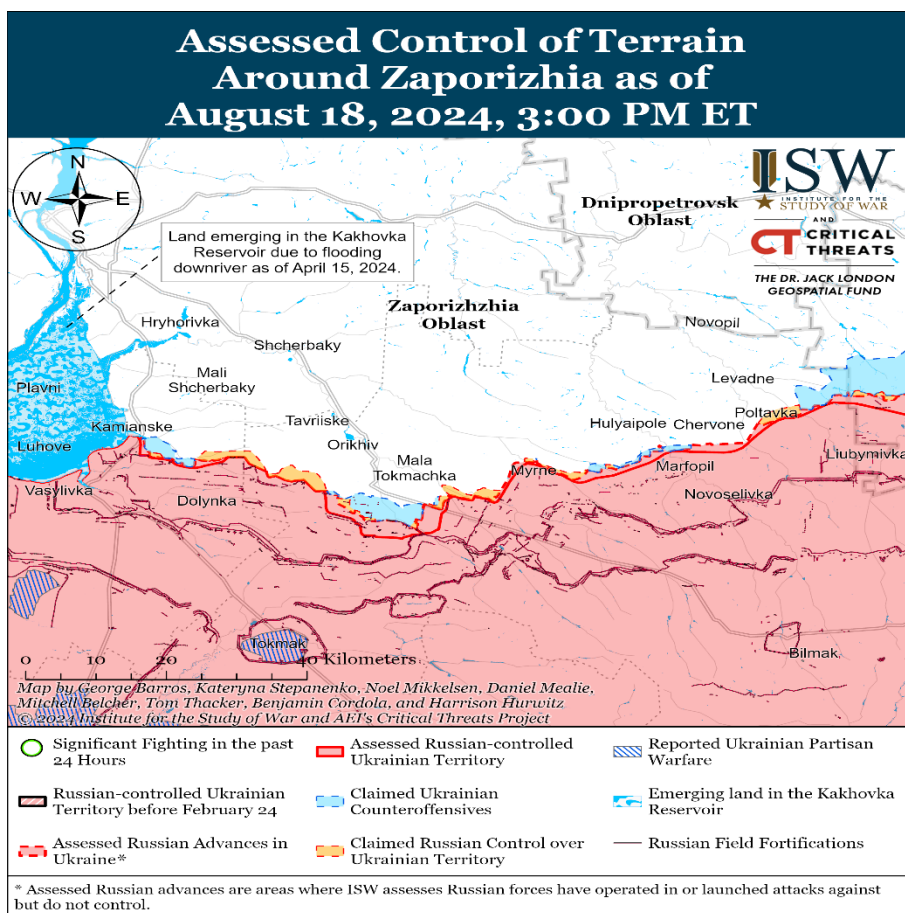 Assessed Control of Terrain
Around Zaporizhia as of
August 18, 2024, 3:00 PM ET
N
W
E
S
ISW
INSTITUTE FOR THE
STUDY OF WAR
AND
CT CRITICAL
THREATS
THE DR. JACK LONDON
GEOSPATIAL FUND
Dnipropetrovsk
Oblast
Land emerging in the Kakhovka
Reservoir due to flooding
downriver as of April 15, 2024.
Zaporizhzhia
Oblast
Hryhorivka
Novopil
Shcherbaky
Mali
Shcherbaky
Levadne
Plavni
Tavriiske
Poltavka
Kamianske
Hulyaipole
Chervone
Orikhiv
Luhove
Mala
Tokmachka
Myrne
Marfopil
Liubymivka
Vasylivka
Dolynka
Novoselivka
Tokmak
Bilmak
0
20
40 Kilometers
Map by George Barros, Kateryna Stepanenko, Noel Mikkelsen, Daniel Mealie,
Mitchell Belcher, Tom Thacker, Benjamin Cordola, and Harrison Hurwitz
© 2024 Institute for the Study of War and AEI's Critical Threats Project
Significant Fighting in the past
24 Hours
Assessed Russian-controlled
Ukrainian Territory
Reported Ukrainian Partisan
Warfare
Russian-controlled Ukrainian
Territory before February 24
Claimed Ukrainian
Counteroffensives
Emerging land in the Kakhovka
Reservoir
Assessed Russian Advances in
Ukraine*
Claimed Russian Control over
Ukrainian Territory
Russian Field Fortifications
* Assessed Russian advances are areas where ISW assesses Russian forces have operated in or launched attacks against
but do not control.